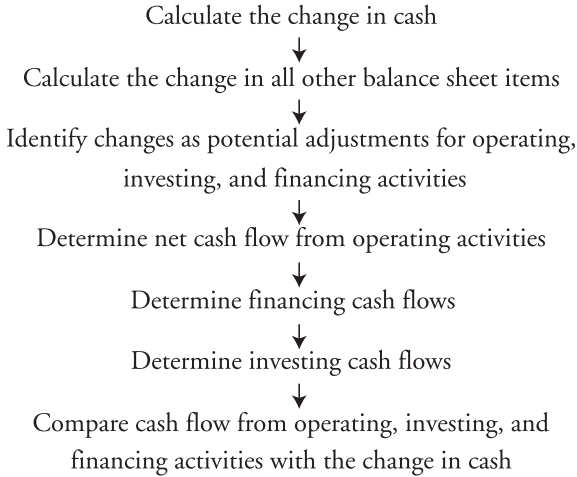 Calculate the change in cash
Calculate the change in all other balance sheet items
Identify changes as potential adjustments for operating,
investing, and financing activities
Determine net cash flow from operating activities
Determine financing cash flows
Determine investing cash flows
Compare cash flow from operating, investing, and
financing activities with the change in cash